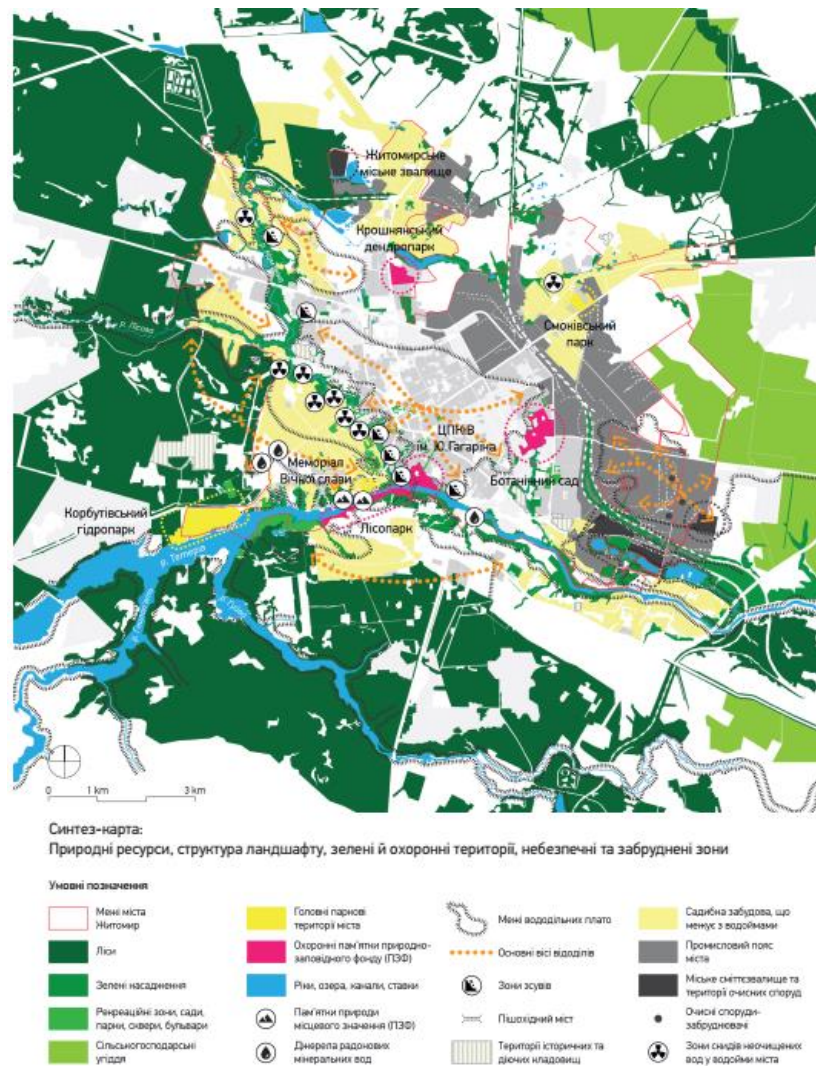 Житомирське
міське звалище
Крошнянський
дендропарк
Смоківський
парк
р. Лісова
ЦПКіВ
ім. Ю.Гагаріна
Меморіал
Вічної слави
Ботанічний сад
Корбутівський
гідропарк
Лісопарк
р. Тетерів
0 1 km 3 km
Синтез-карта:
Природні ресурси, структура ландшафту, зелені й охоронні території, небезпечні та забруднені зони
Умовні позначення
Межі міста
Житомир
Ліси
Зелені насадження
Рекреаційні зони, сади,
парки, сквери, бульвари
Сільськогосподарські
угіддя
Головні паркові
території міста
Охоронні пам'ятки природно-
заповідного фонду (ПЗФ)
Ріки, озера, канали, ставки
Пам'ятки природи
місцевого значення (ПЗФ)
Джерела радонових
мінеральних вод
Межі вододільних плато
Основні вісі вододілів
Зони зсувів
Пішохідний міст
Території історичних та
діючих кладовищ
Садибна забудова, що
межує з водоймами
Промисловий пояс
міста
Міське сміттєзвалище та
території очисних споруд
Очисні споруди-
забруднювачі
Зони скидів неочищених
вод у водойми міста